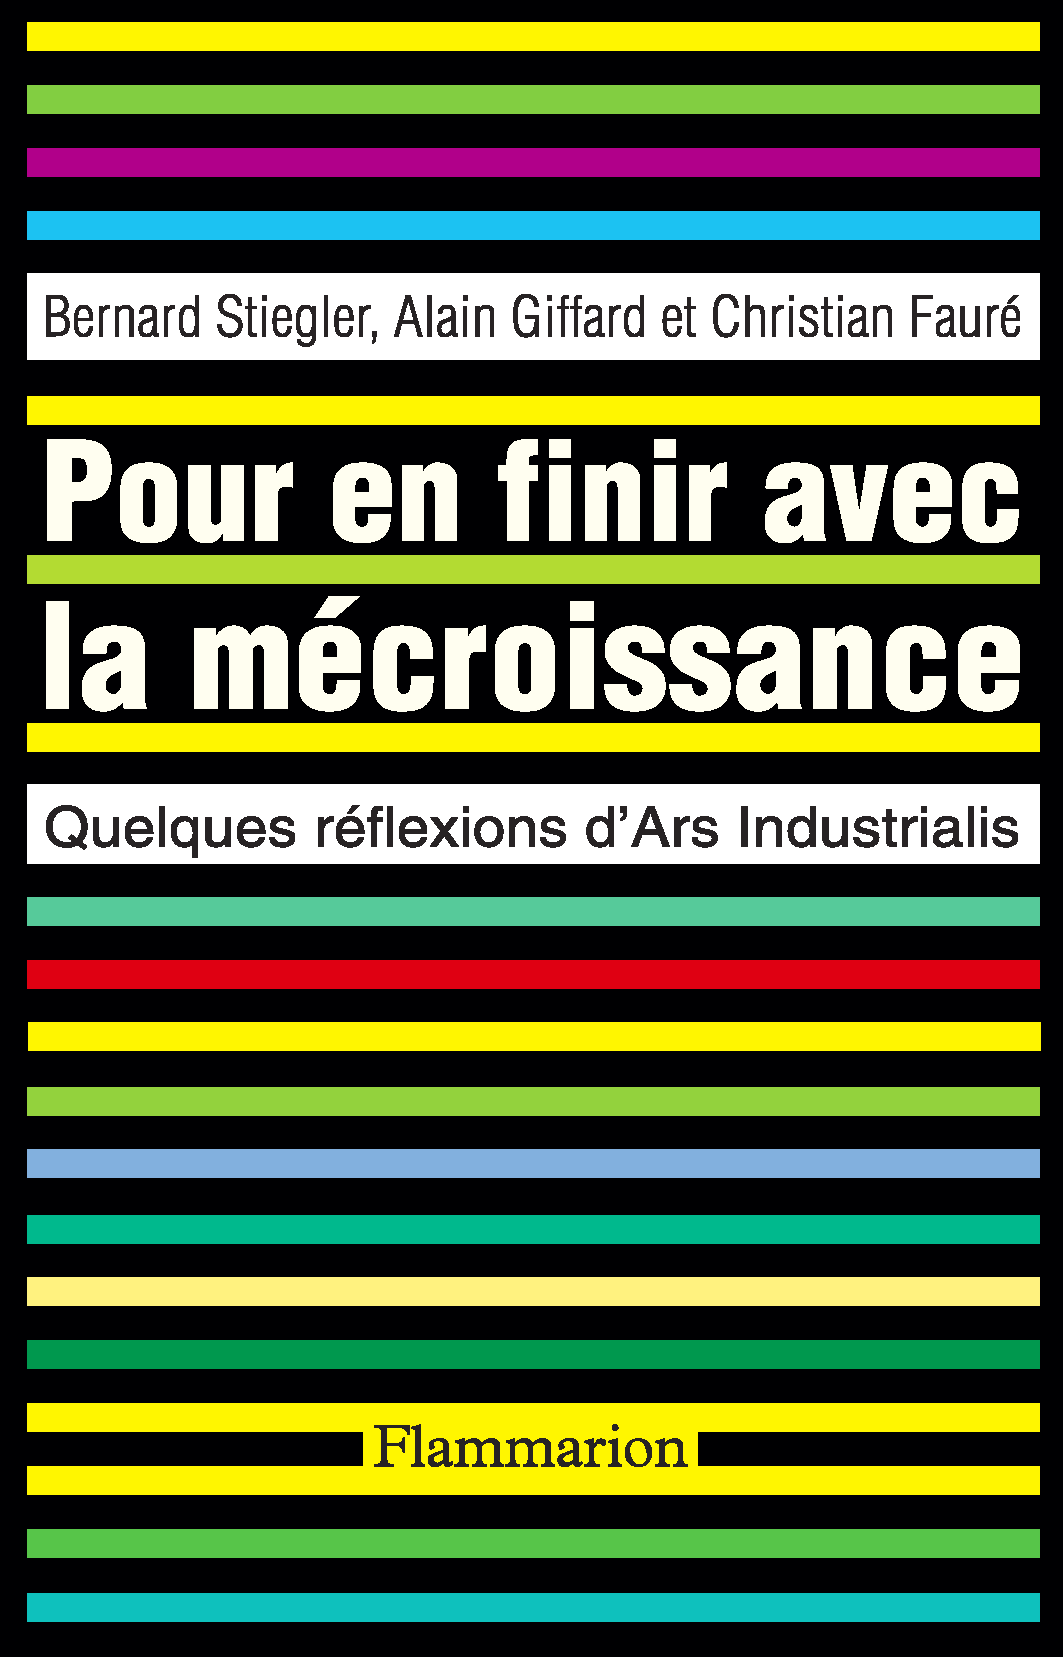 Bernard Stiegler, Alain Giffard et Christian Fauré
Pour en finir avec
la mécroissance
Quelques réflexions d’Ars Industrialis
Flammarion